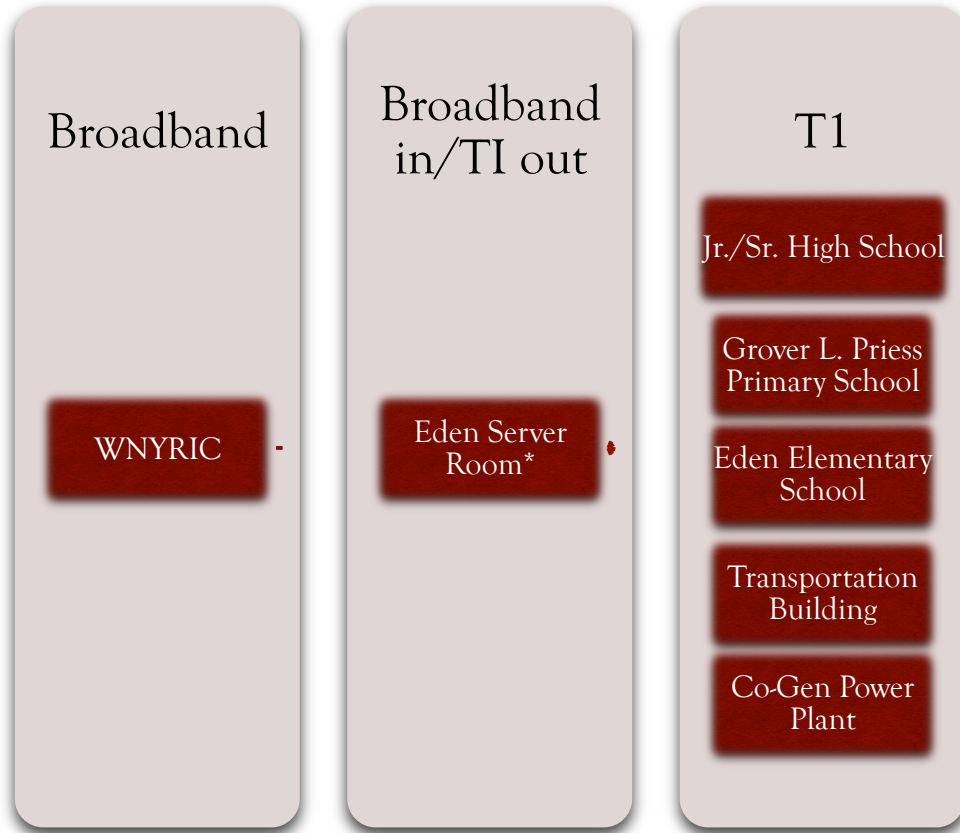 Broadband
WNYRIC
Broadband
in/TI out
Eden Server
Room*
T1
Jr./Sr. High School
Grover L. Priess
Primary School
Eden Elementary
School
Transportation
Building
Co-Gen Power
Plant